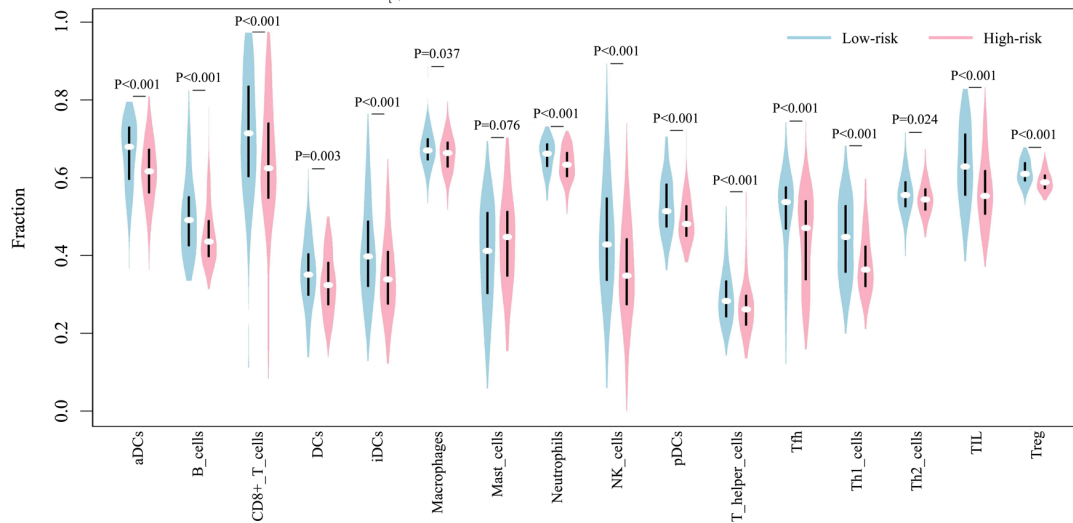 P<0.001
P<0.001
P<0.001
P=0.003
P<0.001
P=0.037
P=0.076
P<0.001
P<0.001
P<0.001
P<0.001
P<0.001
P<0.001
P=0.024
P<0.001
P<0.001
Low-risk
High-risk
Fraction
1.0
0.8
0.6
0.4
0.2
0.0
aDCs
B_cells
CD8+_T_cells
DCs
iDCs
Macrophages
Mast_cells
Neutrophils
NK_cells
pDCs
T_helper_cells
Tfh
Th1_cells
Th2_cells
TIL
Treg